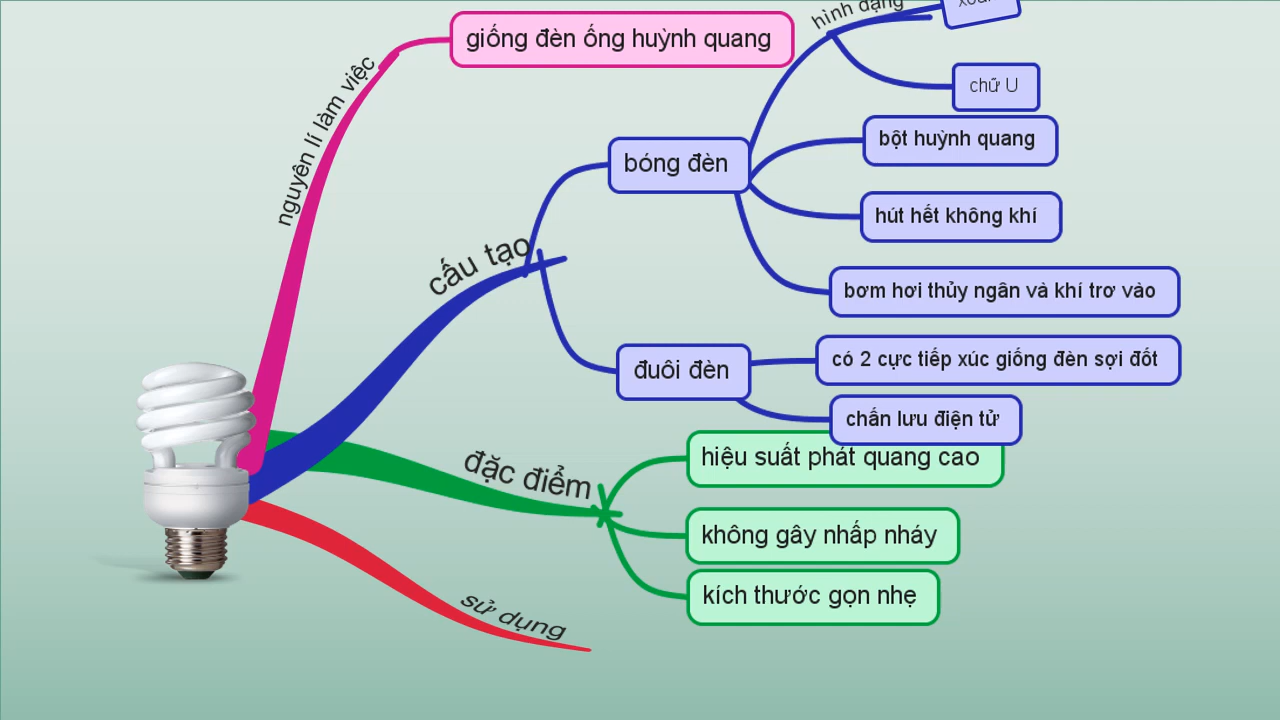 nguyên lí làm việc
giống đèn ống huỳnh quang
cấu tạo
bóng đèn
hình dạng
chữ U
bột huỳnh quang
hút hết không khí
bơm hơi thủy ngân và khí trơ vào
đuôi đèn
có 2 cực tiếp xúc giống đèn sợi đốt
chấn lưu điện tử
đặc điểm
hiệu suất phát quang cao
không gây nhấp nháy
kích thước gọn nhẹ
sử dụng